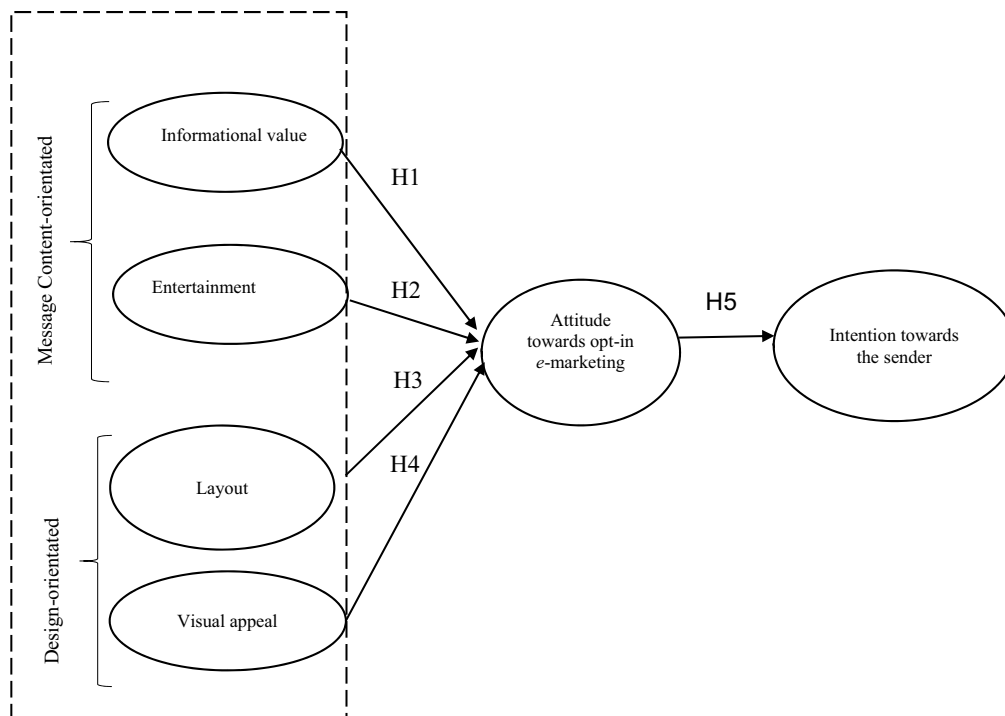 Message Content-orientated
Informational value
H1
Entertainment
H2
H3
Design-orientated
Layout
H4
Visual appeal
Attitude
towards opt-in
e-marketing
H5
Intention towards
the sender